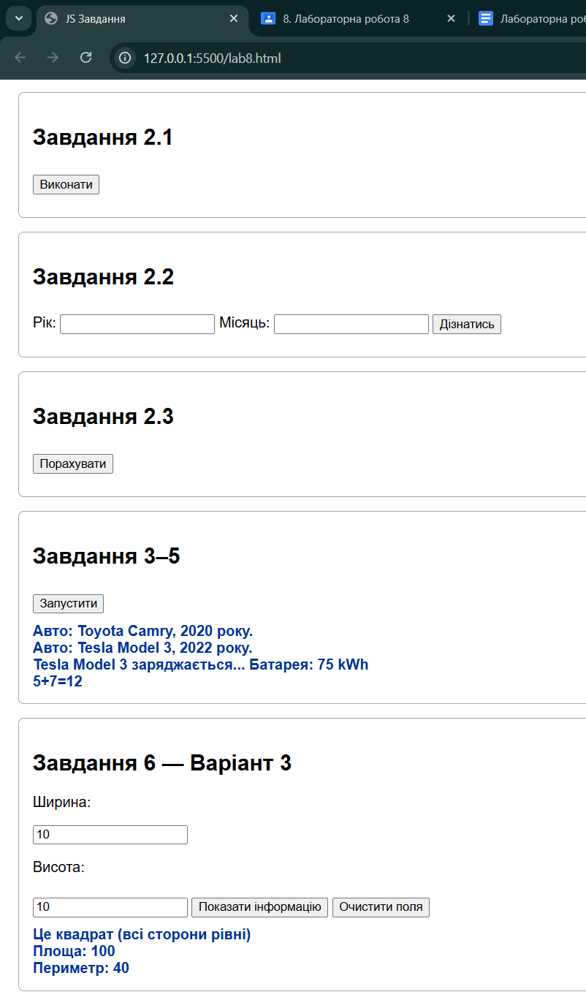 JS Завдання
8. Лабораторна робота 8
Лабораторна
127.0.0.1:5500/lab8.html
Завдання 2.1
Виконати
Завдання 2.2
Рік: Місяць: Дізнатись
Завдання 2.3
Порахувати
Завдання 3–5
Запустити
Авто: Toyota Camry, 2020 року.
Авто: Tesla Model 3, 2022 року.
Tesla Model 3 заряджається... Батарея: 75 kWh
5+7=12
Завдання 6 — Варіант 3
Ширина:
10
Висота:
10 Показати інформацію Очистити поля
Це квадрат (всі сторони рівні)
Площа: 100
Периметр: 40